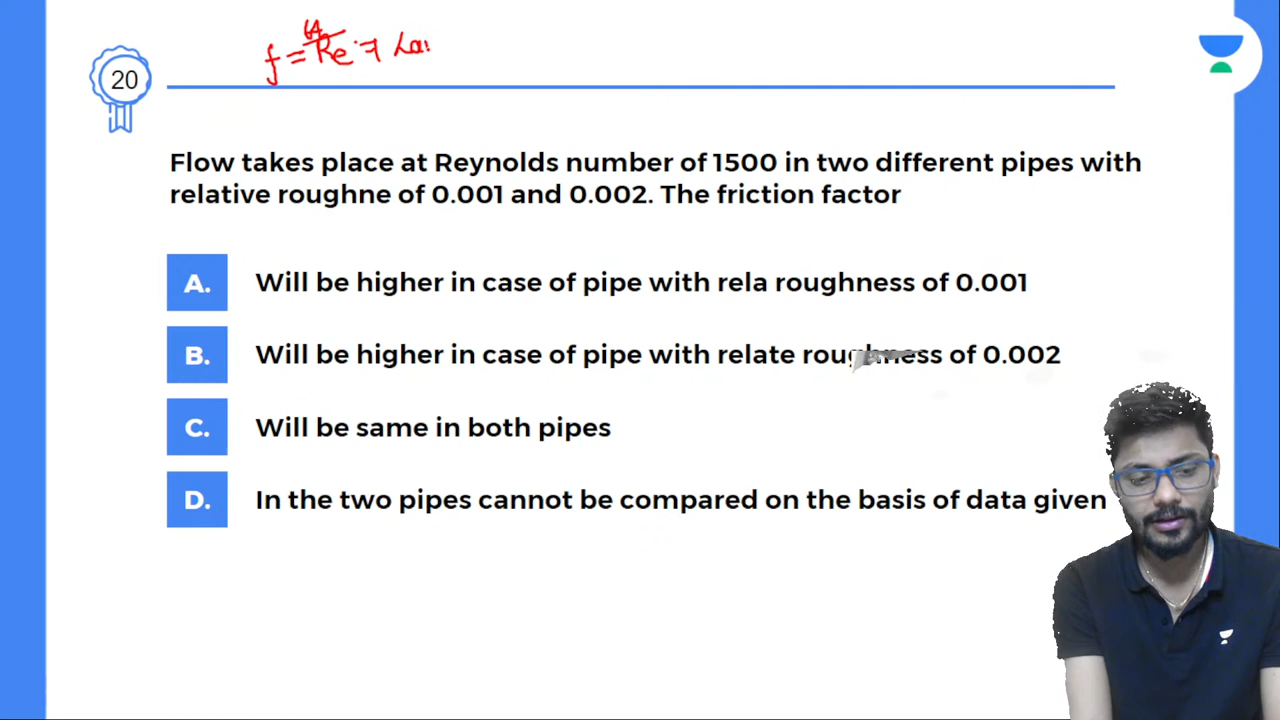 64
f = Re → La
20
Flow takes place at Reynolds number of 1500 in two different pipes with
relative roughne of 0.001 and 0.002. The friction factor
A. Will be higher in case of pipe with rela roughness of 0.001
B. Will be higher in case of pipe with relate roughness of 0.002
C. Will be same in both pipes
D. In the two pipes cannot be compared on the basis of data given